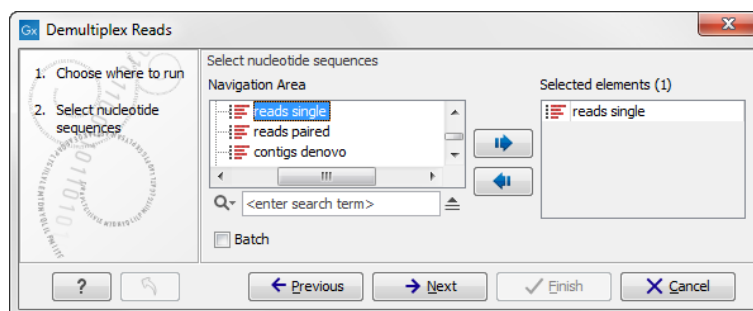 Gx Demultiplex Reads
1. Choose where to run
2. Select nucleotide
sequences
Select nucleotide sequences
Navigation Area
reads single
reads paired
contigs denovo
<enter search term>
Batch
Selected elements (1)
reads single
?
Previous
Next
Finish
Cancel